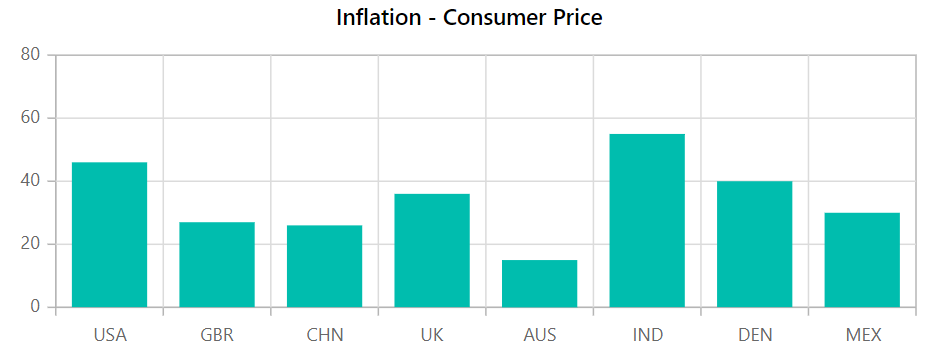 Inflation - Consumer Price
80
60
40
20
0
USA GBR CHN UK AUS IND DEN MEX